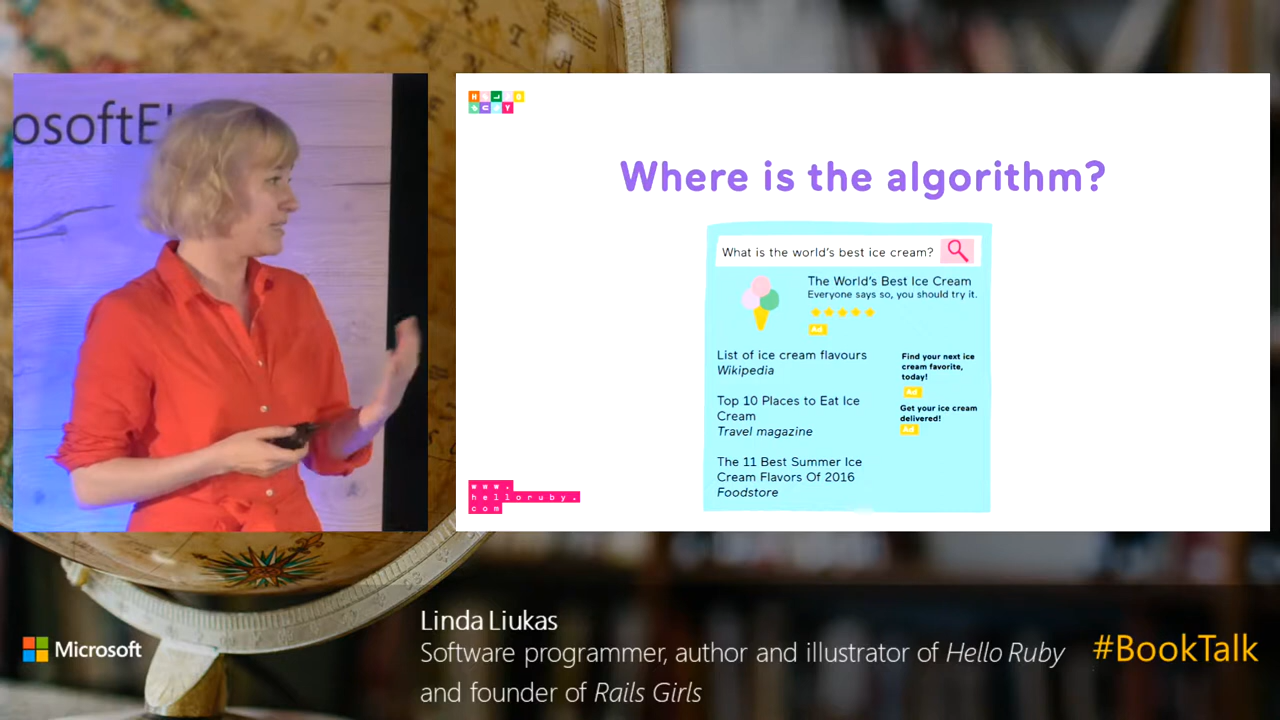 osoftE
HELLO
RUBY
Where is the algorithm?
What is the world's best ice cream?
The World's Best Ice Cream
Everyone says so, you should try it.
Ad
List of ice cream flavours
Wikipedia
Find your next ice
cream favorite,
today!
Ad
Top 10 Places to Eat Ice
Cream
Travel magazine
Get your ice cream
delivered!
Ad
The 11 Best Summer Ice
Cream Flavors Of 2016
Foodstore
www.
helloruby.
com
Linda Liukas
Software programmer, author and illustrator of Hello Ruby
and founder of Rails Girls
Microsoft
#BookTalk